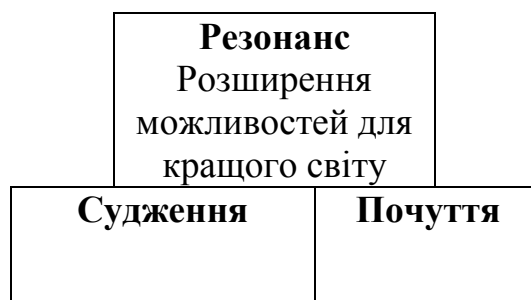 Резонанс
Розширення
можливостей для
кращого світу
Судження Почуття